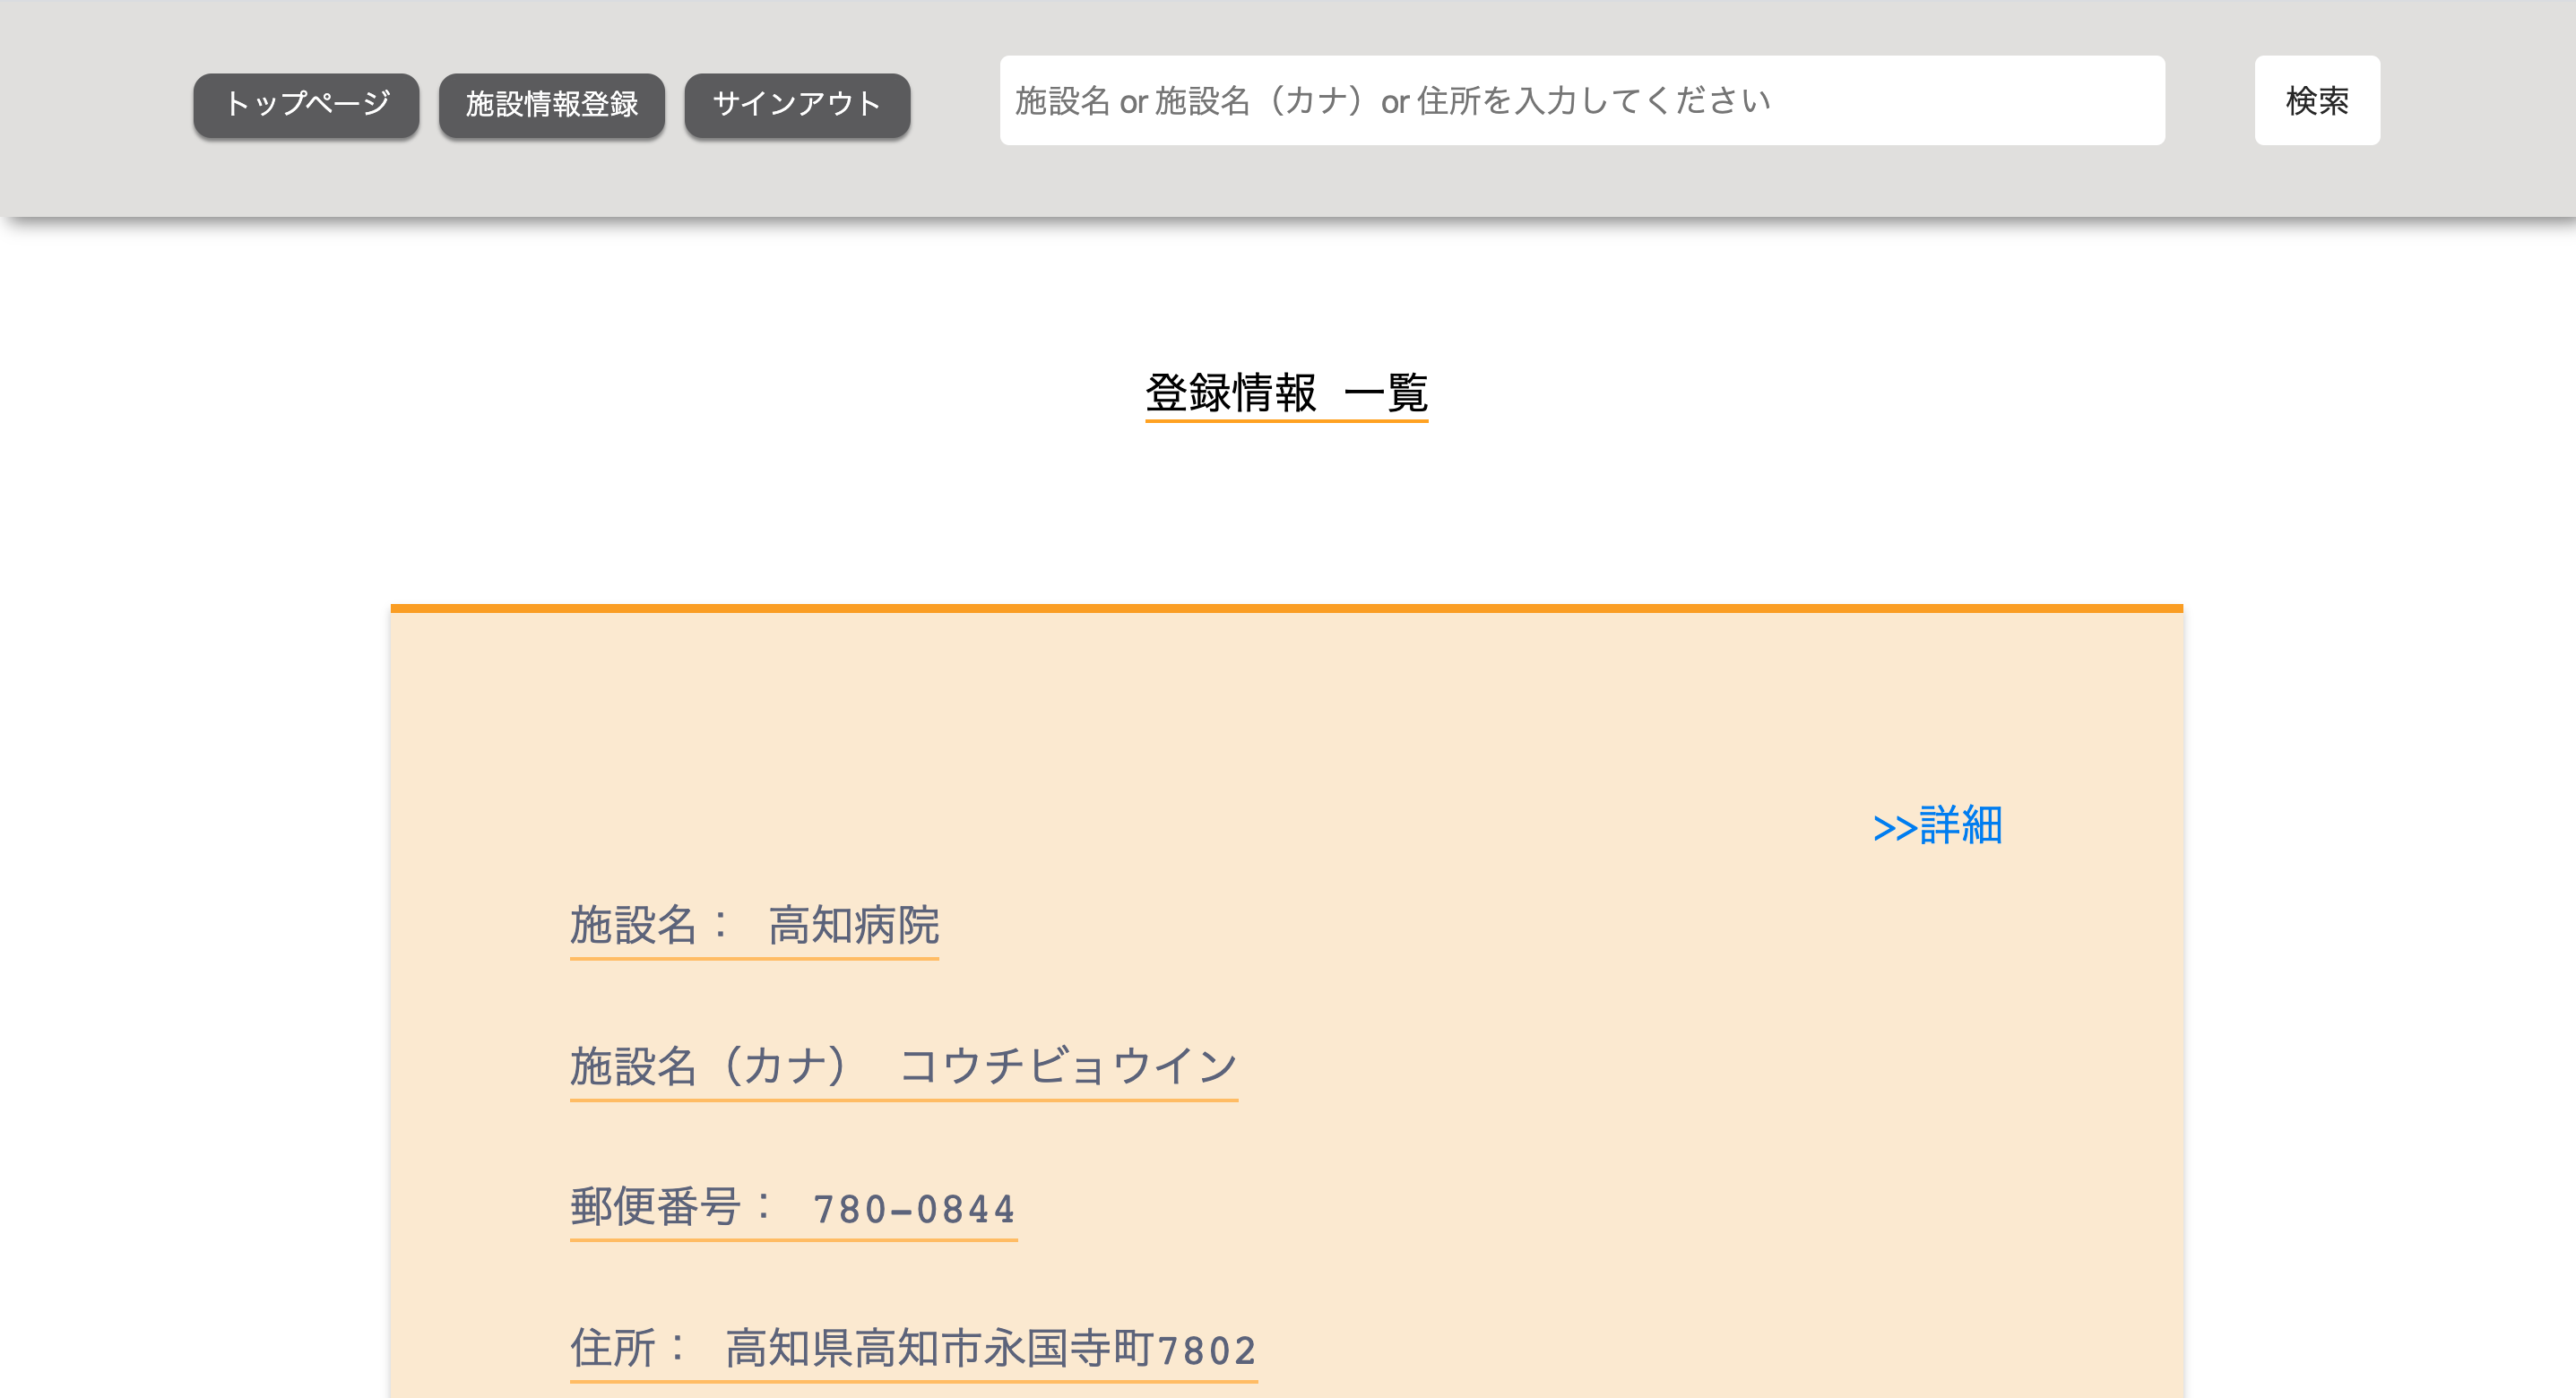 トップページ 施設情報登録 サインアウト 施設名 or 施設名（カナ）or 住所を入力してください 検索
登録情報 一覧
>>詳細
施設名： 高知病院
施設名（カナ） コウチビョウイン
郵便番号： 780-0844
住所： 高知県高知市永国寺町7802